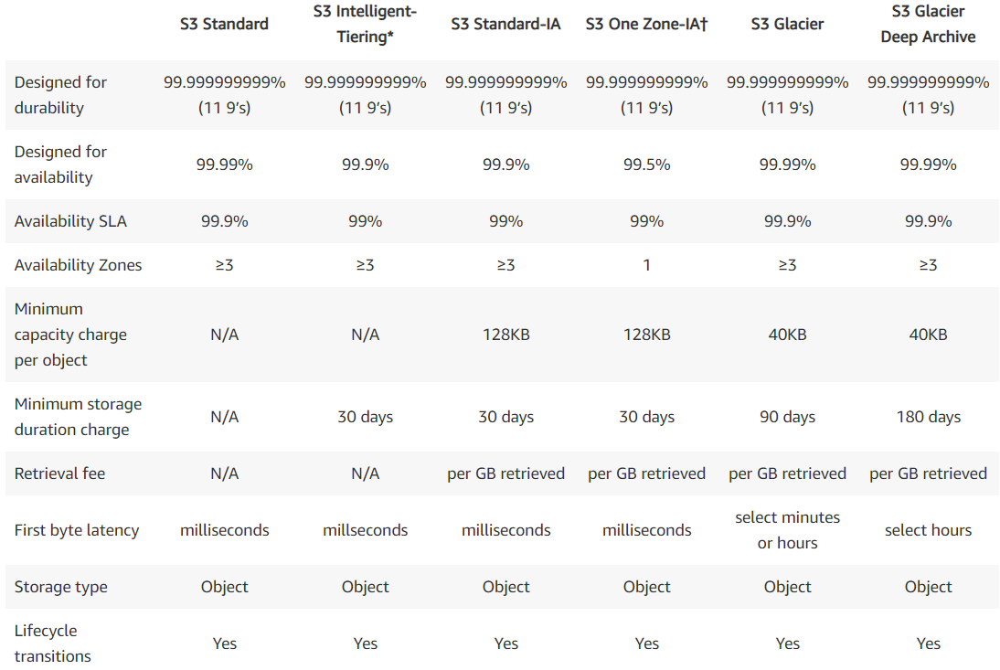 S3 Standard S3 Intelligent-Tiering* S3 Standard-IA S3 One Zone-IA† S3 Glacier S3 Glacier Deep Archive
Designed for durability 99.999999999% (11 9’s) 99.999999999% (11 9’s) 99.999999999% (11 9’s) 99.999999999% (11 9’s) 99.999999999% (11 9’s) 99.999999999% (11 9’s)
Designed for availability 99.99% 99.9% 99.9% 99.5% 99.99% 99.99%
Availability SLA 99.9% 99% 99% 99% 99.9% 99.9%
Availability Zones ≥3 ≥3 ≥3 1 ≥3 ≥3
Minimum capacity charge per object N/A N/A 128KB 128KB 40KB 40KB
Minimum storage duration charge N/A 30 days 30 days 30 days 90 days 180 days
Retrieval fee N/A N/A per GB retrieved per GB retrieved per GB retrieved per GB retrieved
First byte latency milliseconds millseconds milliseconds milliseconds select minutes or hours select hours
Storage type Object Object Object Object Object Object
Lifecycle transitions Yes Yes Yes Yes Yes Yes